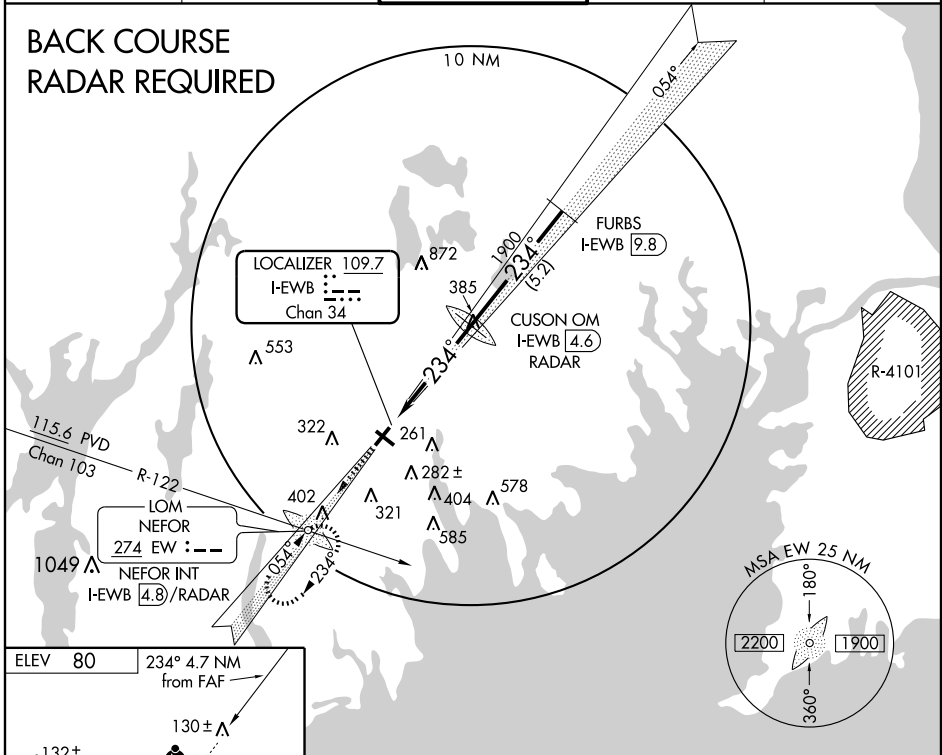 BACK COURSE
RADAR REQUIRED
10 NM
054°
FURBS
I-EWB 9.8
1900
234°
(5.2)
872
LOCALIZER 109.7
I-EWB
Chan 34
385
CUSON OM
I-EWB 4.6
RADAR
234°
553
R-4101
115.6 PVD
Chan 103
R-122
322
261
282 ±
404
578
321
585
402
LOM
NEFOR
274 EW
NEFOR INT
I-EWB 4.8/RADAR
1049
054°
234°
MSA EW 25 NM
180°
2200
1900
360°
ELEV 80
234° 4.7 NM
from FAF
130 ±
132 ±